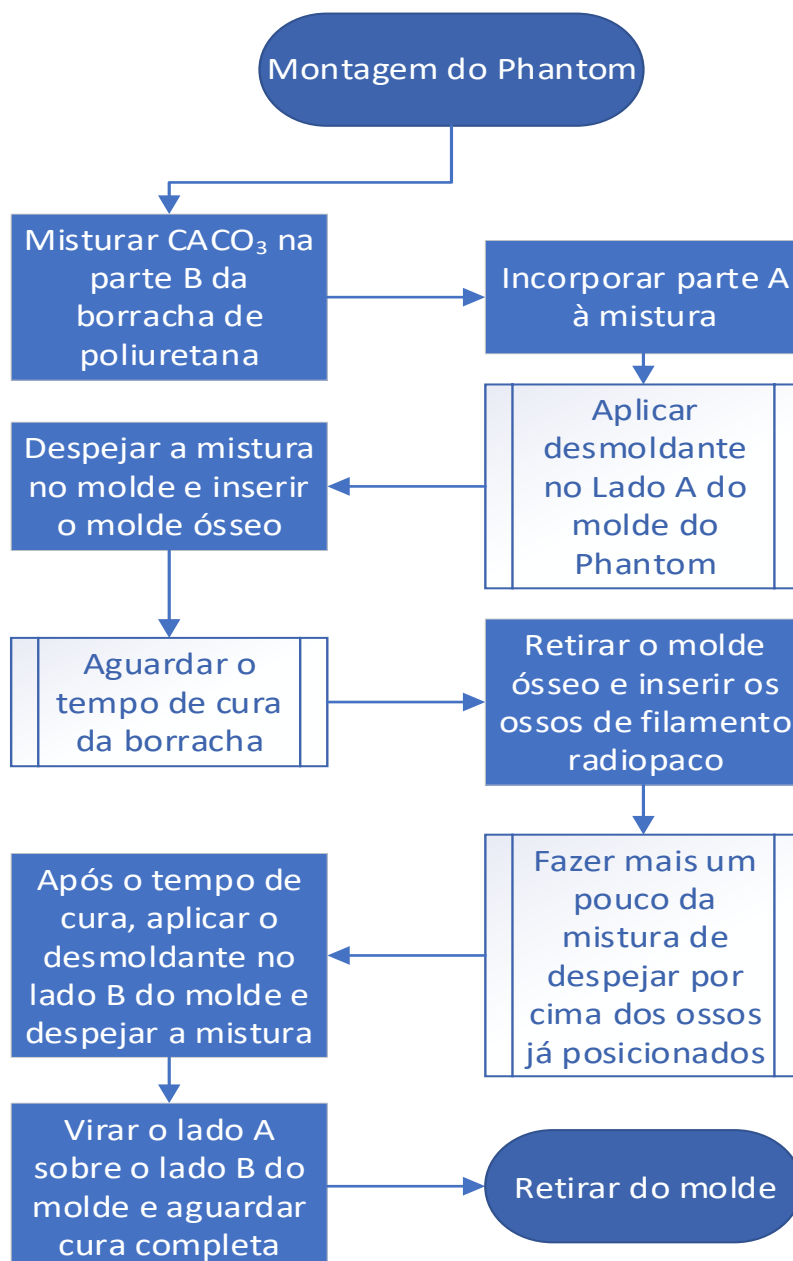 Montagem do Phantom
Misturar CACO₃ na
parte B da
borracha de
poliuretana
Incorporar parte A
à mistura
Aplicar
desmoldante
no Lado A do
molde do
Phantom
Despejar a mistura
no molde e inserir
o molde ósseo
Aguardar o
tempo de cura
da borracha
Retirar o molde
ósseo e inserir os
ossos de filamento
radiopaco
Fazer mais um
pouco da
mistura de
despejar por
cima dos ossos
já posicionados
Após o tempo de
cura, aplicar o
desmoldante no
lado B do molde e
despejar a mistura
Virar o lado A
sobre o lado B do
molde e aguardar
cura completa
Retirar do molde